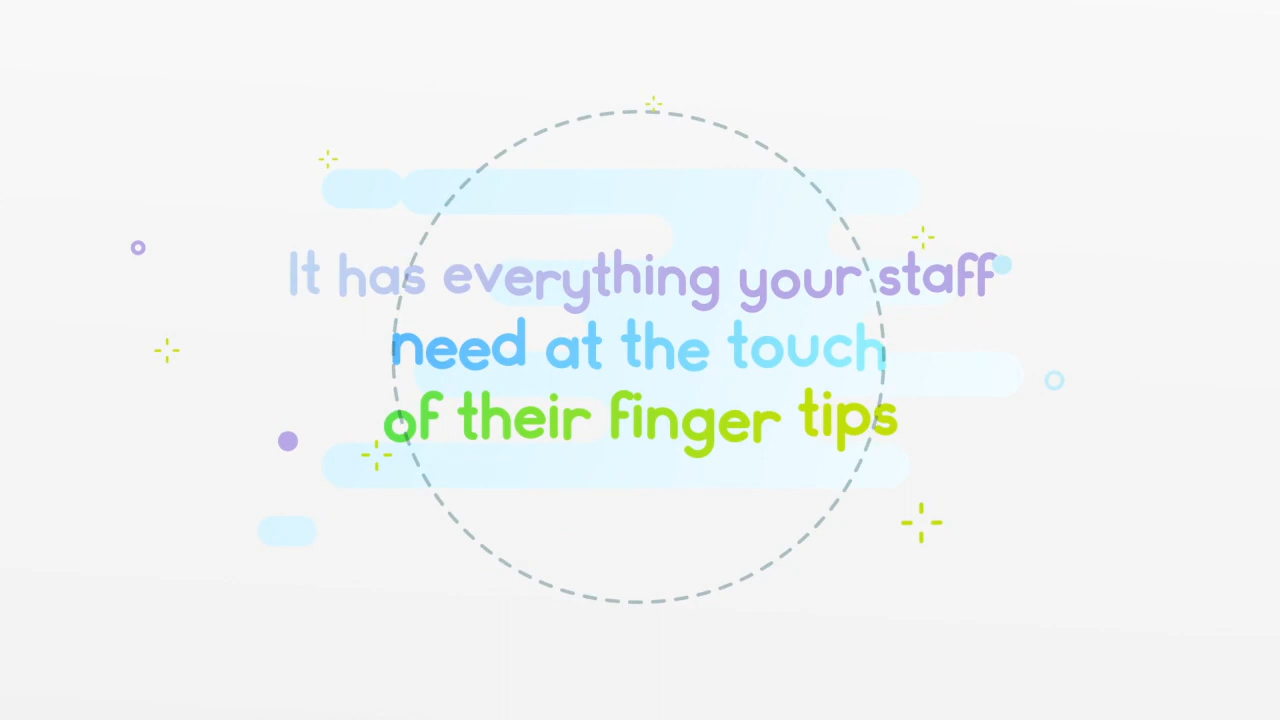 It has everything your staff
need at the touch
of their finger tips